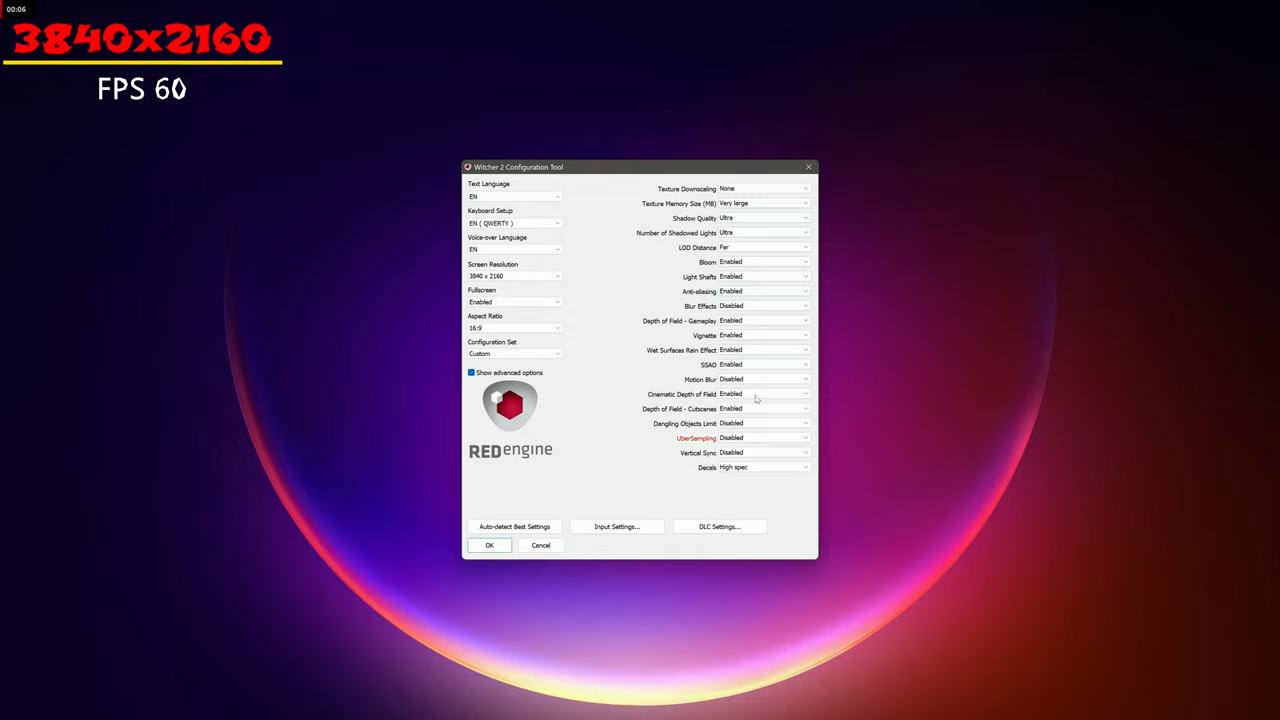 00:06
3840x2160
FPS 60
Witcher 2 Configuration Tool
Text Language
EN
Keyboard Setup
EN ( QWERTY )
Voice-over Language
EN
Screen Resolution
3840 x 2160
Fullscreen
Enabled
Aspect Ratio
16:9
Configuration Set
Custom
Show advanced options
REDengine
Texture Downscaling None
Texture Memory Size (MB) Very large
Shadow Quality Ultra
Number of Shadowed Lights Ultra
LOD Distance Far
Bloom Enabled
Light Shafts Enabled
Anti-aliasing Enabled
Blur Effects Disabled
Depth of Field - Gameplay Enabled
Vignette Enabled
Wet Surfaces Rain Effect Enabled
SSAO Enabled
Motion Blur Disabled
Cinematic Depth of Field Enabled
Depth of Field - Cutscenes Enabled
Dangling Objects Limit Disabled
UberSampling Disabled
Vertical Sync Disabled
Decals High spec
Auto-detect Best Settings Input Settings... DLC Settings...
OK Cancel